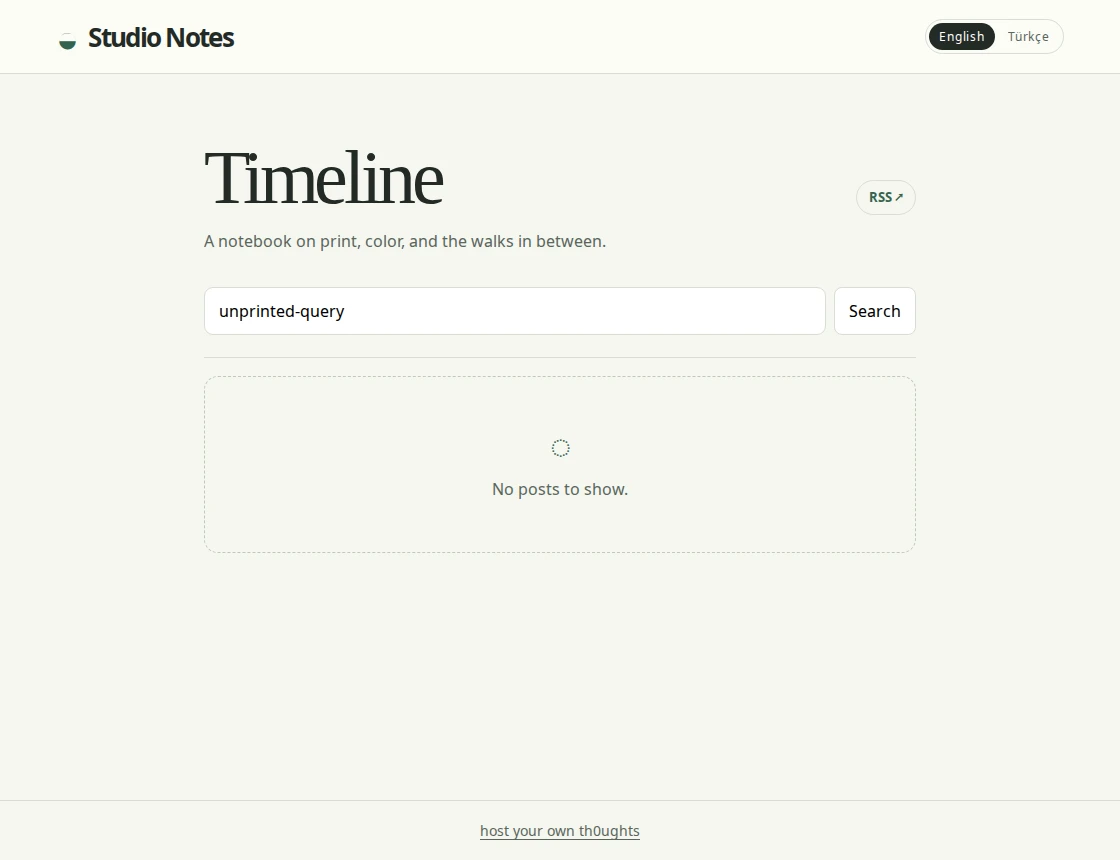 Studio Notes
English
Türkçe
Timeline
RSS↗
A notebook on print, color, and the walks in between.
unprinted-query
Search
No posts to show.
host your own th0ughts